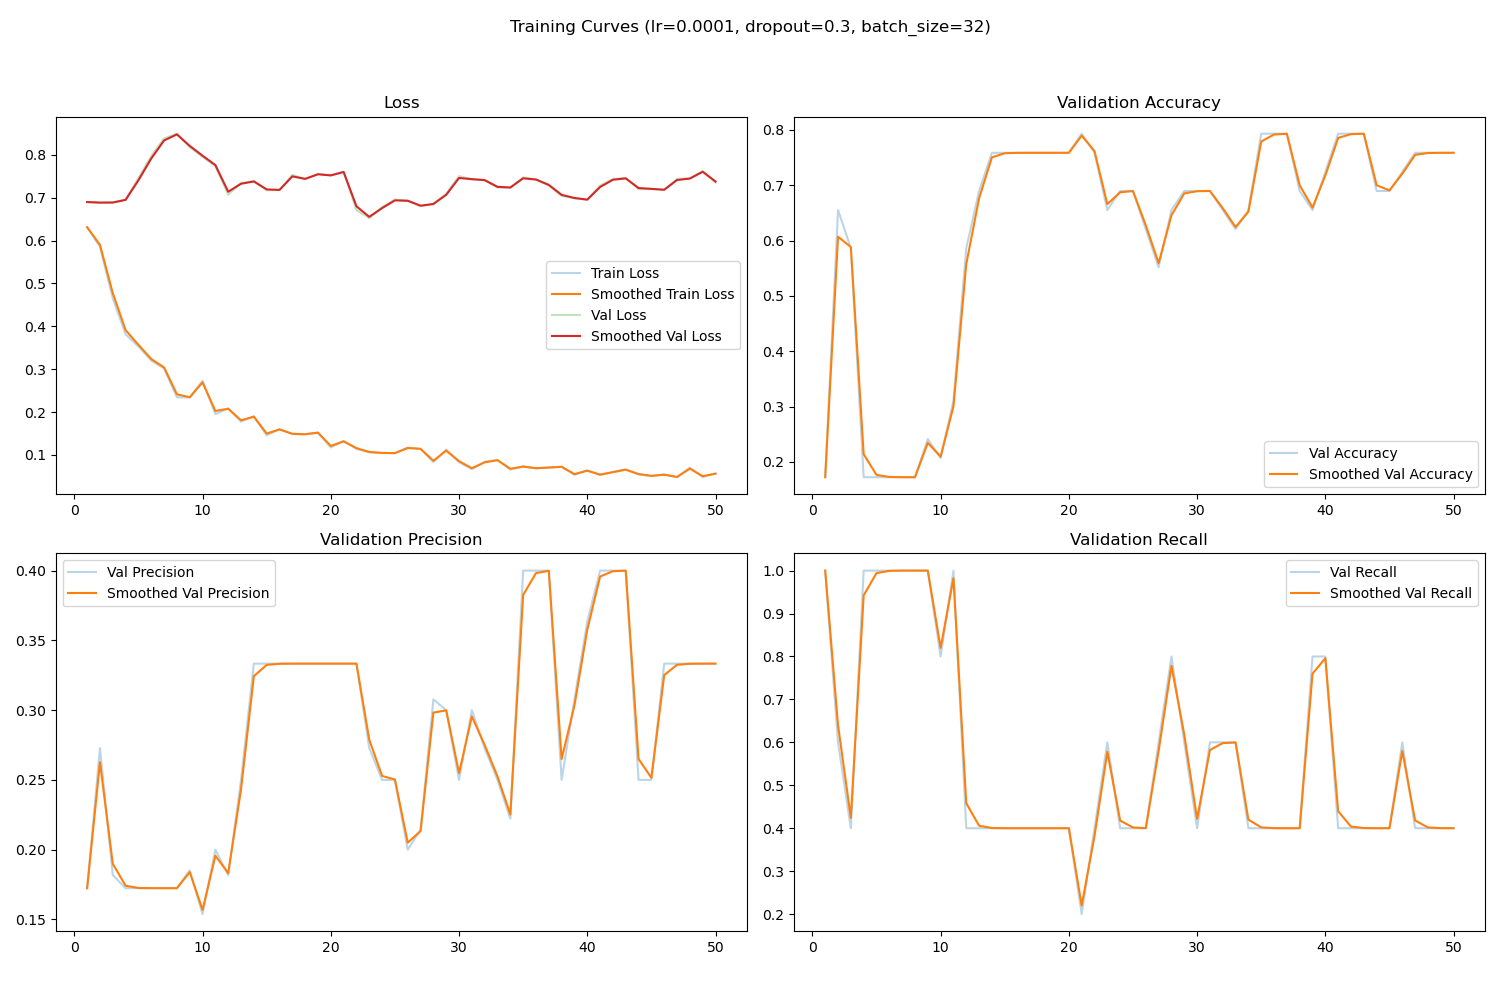 Training Curves (lr=0.0001, dropout=0.3, batch_size=32)
Loss
0.8
0.7
0.6
0.5
0.4
0.3
0.2
0.1
0 10 20 30 40 50
Train Loss
Smoothed Train Loss
Val Loss
Smoothed Val Loss
Validation Accuracy
0.8
0.7
0.6
0.5
0.4
0.3
0.2
0 10 20 30 40 50
Val Accuracy
Smoothed Val Accuracy
Validation Precision
0.40
0.35
0.30
0.25
0.20
0.15
0 10 20 30 40 50
Val Precision
Smoothed Val Precision
Validation Recall
1.0
0.9
0.8
0.7
0.6
0.5
0.4
0.3
0.2
0 10 20 30 40 50
Val Recall
Smoothed Val Recall